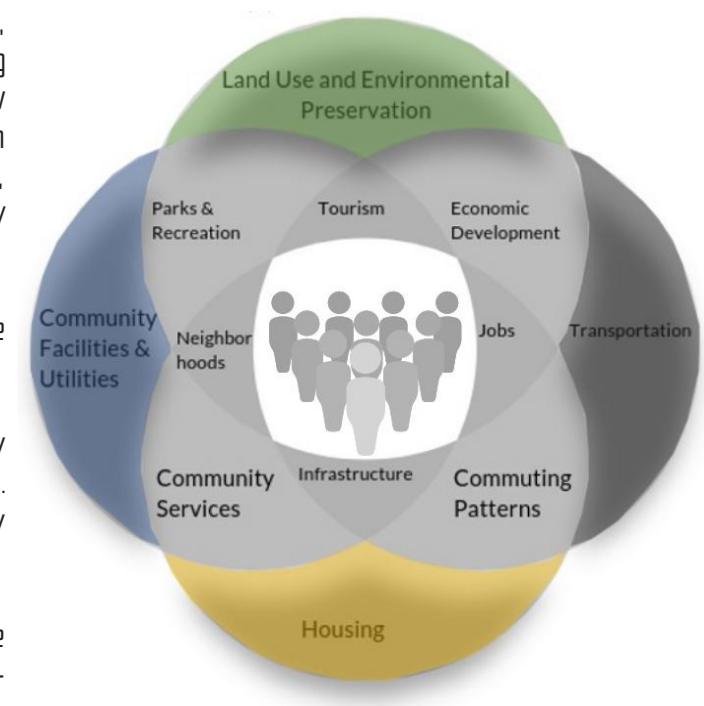 Land Use and Environmental
Preservation
Parks &
Recreation
Tourism
Economic
Development
Community
Facilities &
Utilities
Neighbor
hoods
Jobs
Transportation
Community
Services
Infrastructure
Commuting
Patterns
Housing